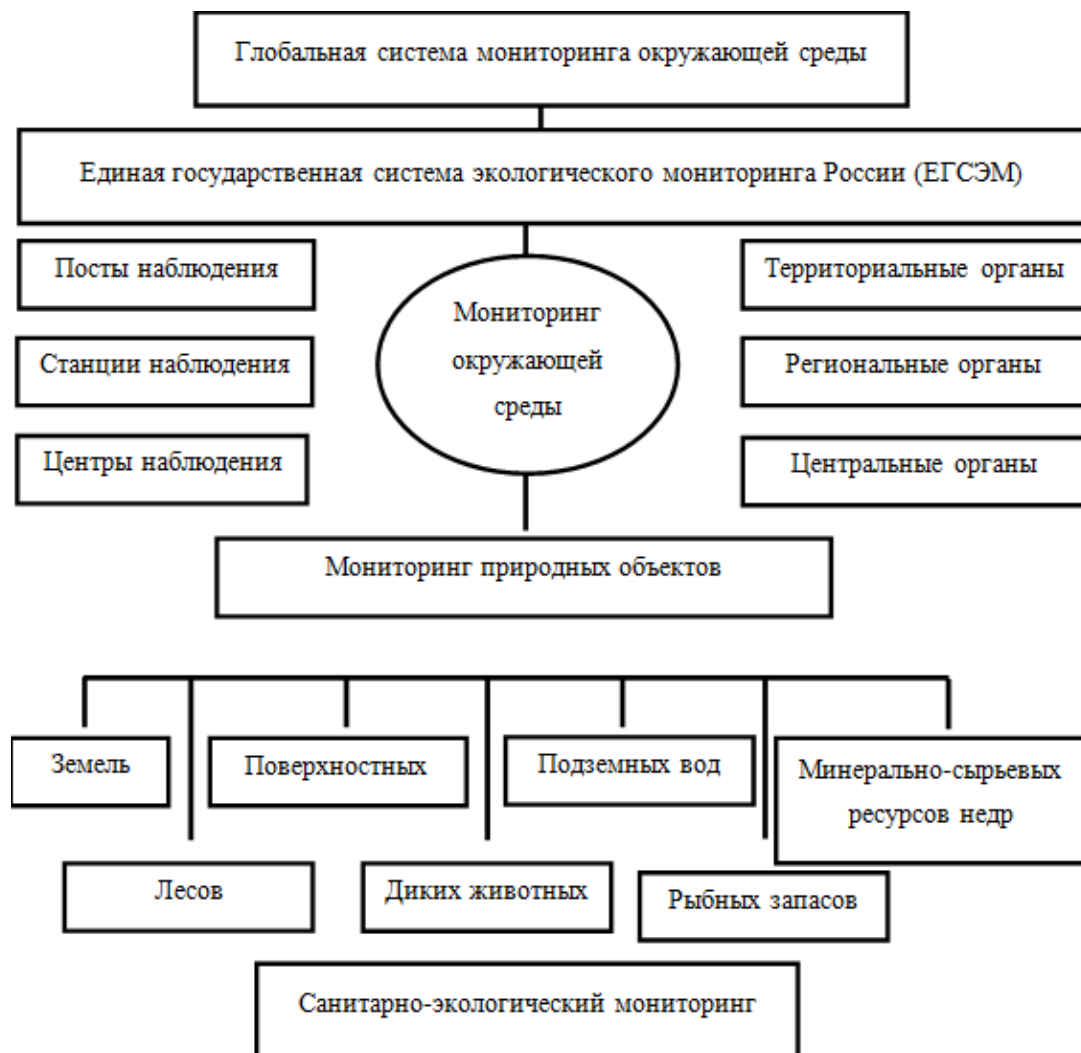 Глобальная система мониторинга окружающей среды
Единая государственная система экологического мониторинга России (ЕГСЭМ)
Посты наблюдения
Территориальные органы
Мониторинг
окружающей
среды
Станции наблюдения
Региональные органы
Центры наблюдения
Центральные органы
Мониторинг природных объектов
Земель
Поверхностных
Подземных вод
Минерально-сырьевых
ресурсов недр
Лесов
Диких животных
Рыбных запасов
Санитарно-экологический мониторинг